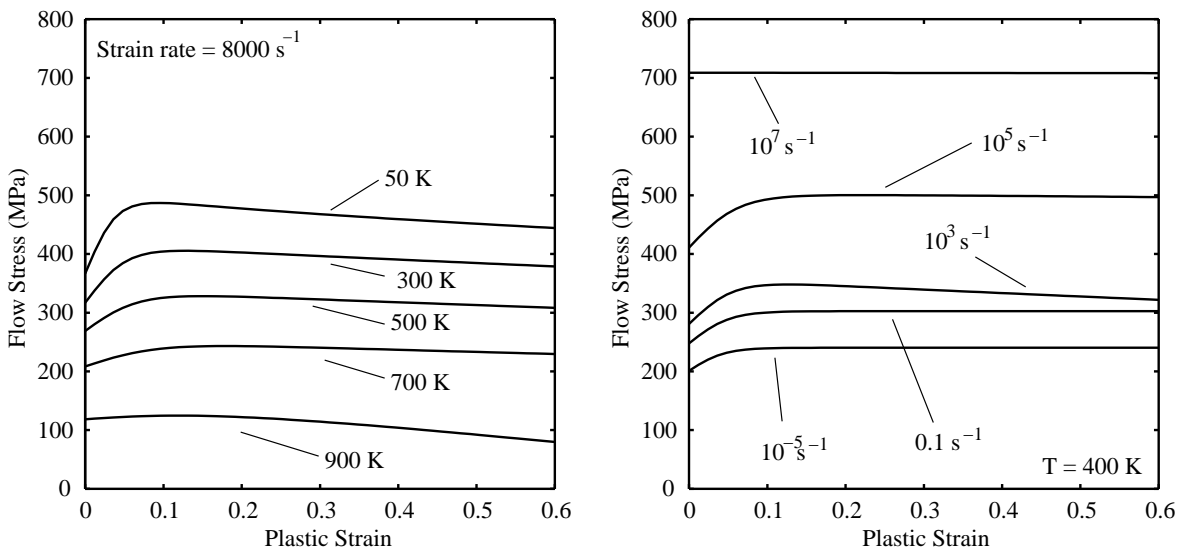 800
700
600
500
400
300
200
100
0
Flow Stress (MPa)
Strain rate = 8000 s⁻¹
50 K
300 K
500 K
700 K
900 K
0 0.1 0.2 0.3 0.4 0.5 0.6
Plastic Strain
800
700
600
500
400
300
200
100
0
Flow Stress (MPa)
10⁷ s⁻¹
10⁵ s⁻¹
10³ s⁻¹
0.1 s⁻¹
10⁻⁵ s⁻¹
T = 400 K
0 0.1 0.2 0.3 0.4 0.5 0.6
Plastic Strain